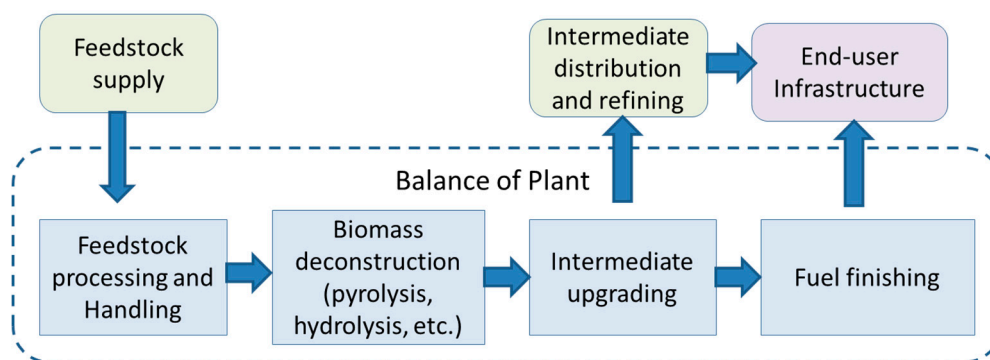 Feedstock
supply
Intermediate
distribution
and refining
End-user
Infrastructure
Balance of Plant
Feedstock
processing and
Handling
Biomass
deconstruction
(pyrolysis,
hydrolysis, etc.)
Intermediate
upgrading
Fuel finishing